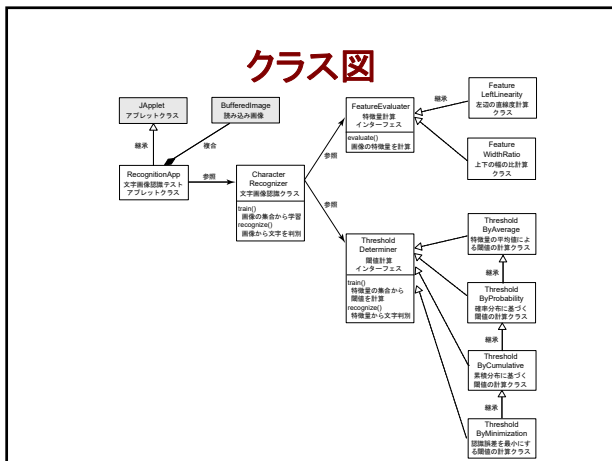 クラス図
JApplet
アプレットクラス
BufferedImage
読み込み画像
継承
複合
RecognitionApp
文字画像認識テスト
アプレットクラス
参照
Character
Recognizer
文字画像認識クラス
train()
画像の集合から学習
recognize()
画像から文字を判別
参照
参照
FeatureEvaluater
特徴量計算
インターフェス
evaluate()
画像の特徴量を計算
継承
Feature
LeftLinearity
左辺の直線度計算
クラス
Feature
WidthRatio
上下の幅の比計算
クラス
Threshold
Determiner
閾値計算
インターフェス
train()
特徴量の集合から
閾値を計算
recognize()
特徴量から文字判別
Threshold
ByAverage
特徴量の平均値によ
る閾値の計算クラス
継承
Threshold
ByProbability
確率分布に基づく
閾値の計算クラス
継承
Threshold
ByCumulative
累積分布に基づく
閾値の計算クラス
継承
Threshold
ByMinimization
認識誤差を最小にす
る閾値の計算クラス